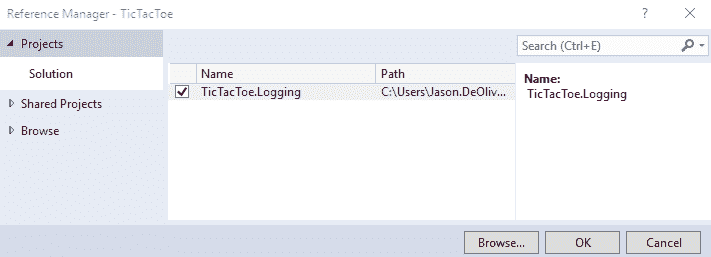 Reference Manager - TicTacToe
? X
Projects
Solution
Shared Projects
Browse
Search (Ctrl+E)
Name Path
TicTacToe.Logging C:\Users\Jason.DeOliv...
Name:
TicTacToe.Logging
Browse... OK Cancel